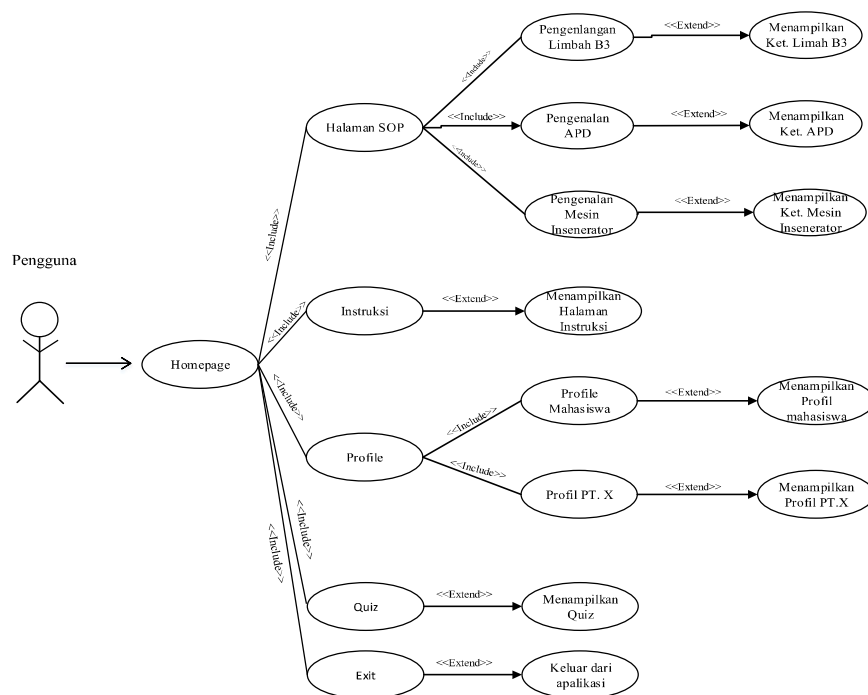 Pengguna
Homepage
<<Include>>
<<Include>>
<<Include>>
<<Include>>
<<Include>>
Halaman SOP
<<Include>>
<<Include>>
<<Include>>
Pengenlangan
Limbah B3
<<Extend>>
Menampilkan
Ket. Limah B3
Pengenalan
APD
<<Extend>>
Menampilkan
Ket. APD
Pengenalan
Mesin
Insenerator
<<Extend>>
Menampilkan
Ket. Mesin
Insenerator
Instruksi
<<Extend>>
Menampilkan
Halaman
Instruksi
Profile
<<Include>>
<<Include>>
Profile
Mahasiswa
<<Extend>>
Menampilkan
Profil
mahasiswa
Profil PT. X
<<Extend>>
Menampilkan
Profil PT.X
Quiz
<<Extend>>
Menampilkan
Quiz
Exit
<<Extend>>
Keluar dari
apalikasi